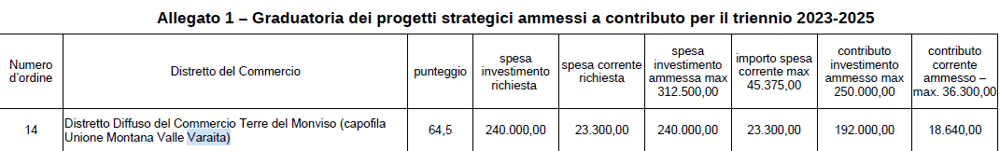 Allegato 1 – Graduatoria dei progetti strategici ammessi a contributo per il triennio 2023-2025
Numero
d'ordine
Distretto del Commercio
punteggio
spesa
investimento
richiesta
spesa corrente
richiesta
spesa
investimento
ammessa max
312.500,00
importo spesa
corrente max
45.375,00
contributo
investimento
ammesso max
250.000,00
contributo
corrente
ammesso –
max. 36.300,00
14
Distretto Diffuso del Commercio Terre del Monviso (capofila
Unione Montana Valle Varaita)
64,5
240.000,00
23.300,00
240.000,00
23.300,00
192.000,00
18.640,00